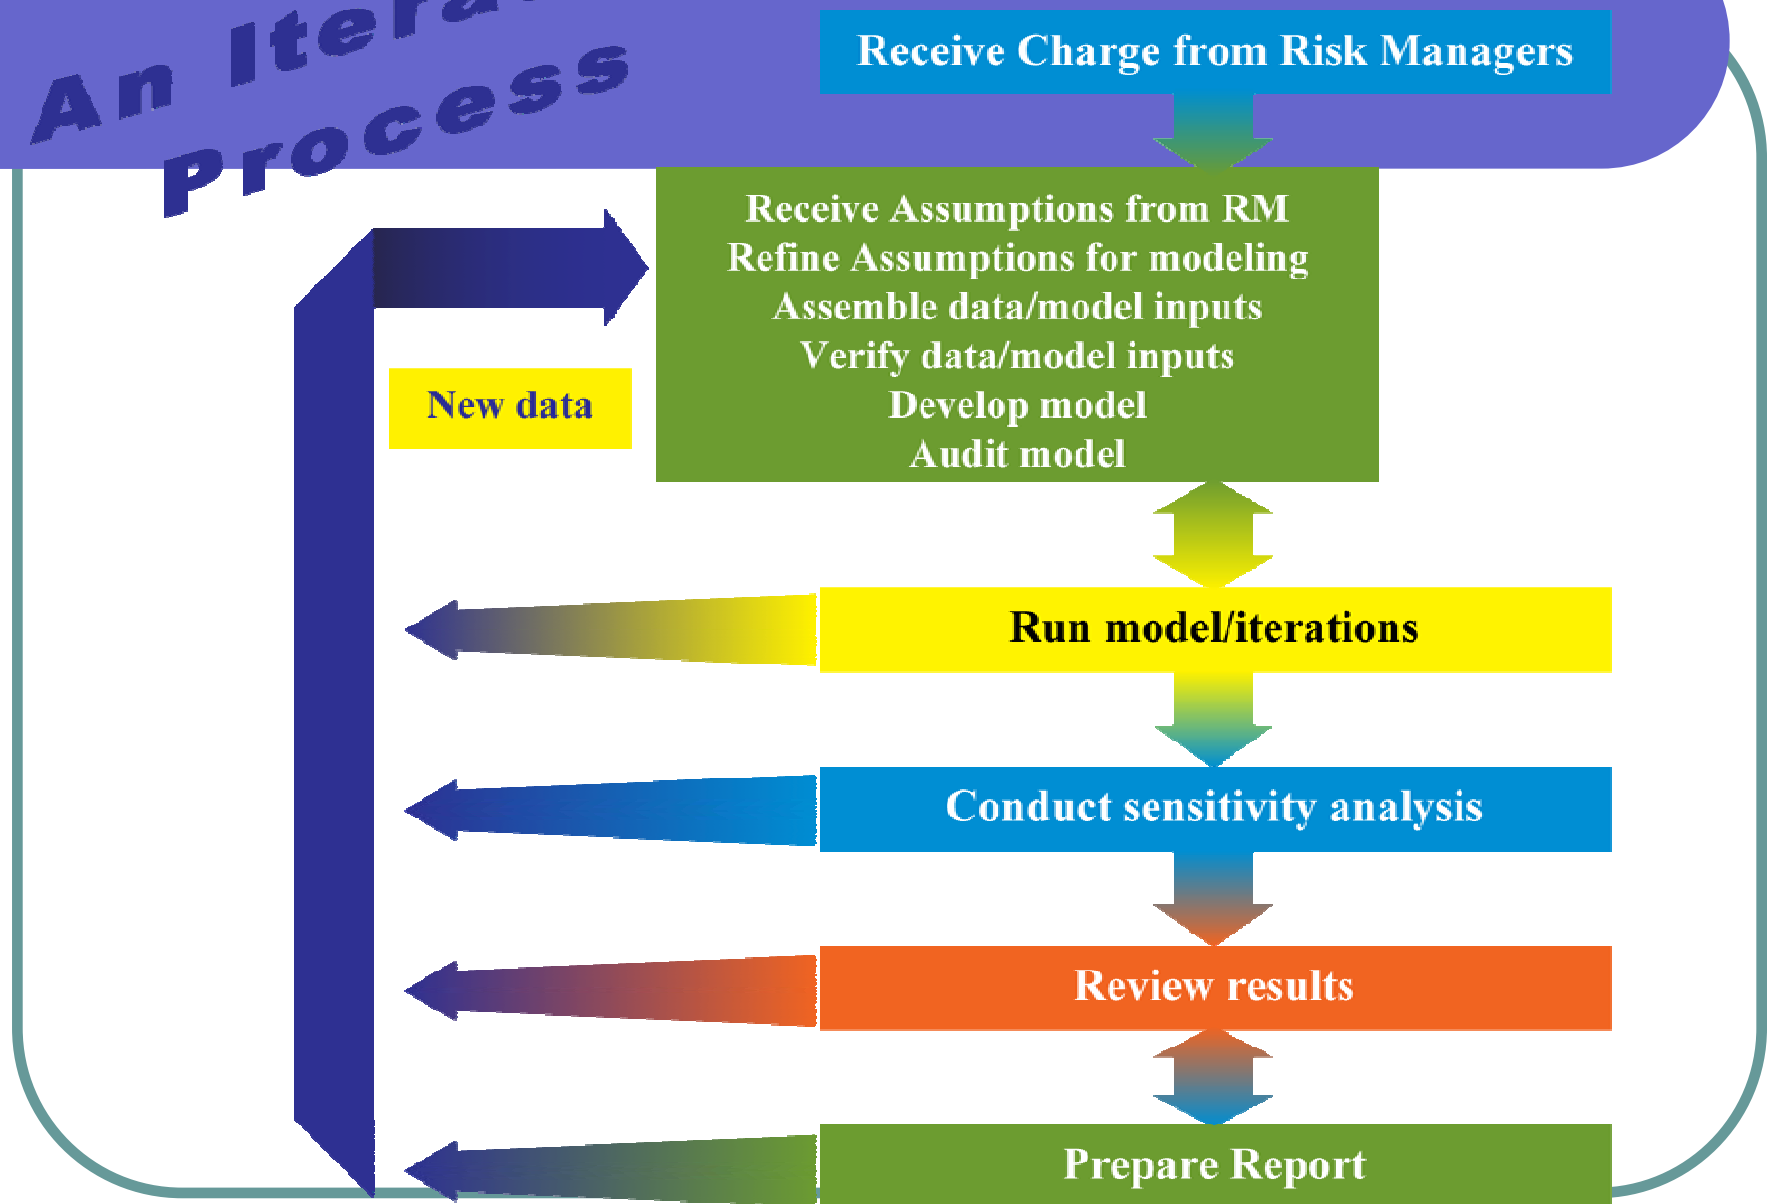 An
Process
Receive Charge from Risk Managers
Receive Assumptions from RM
Refine Assumptions for modeling
Assemble data/model inputs
Verify data/model inputs
Develop model
Audit model
New data
Run model/iterations
Conduct sensitivity analysis
Review results
Prepare Report